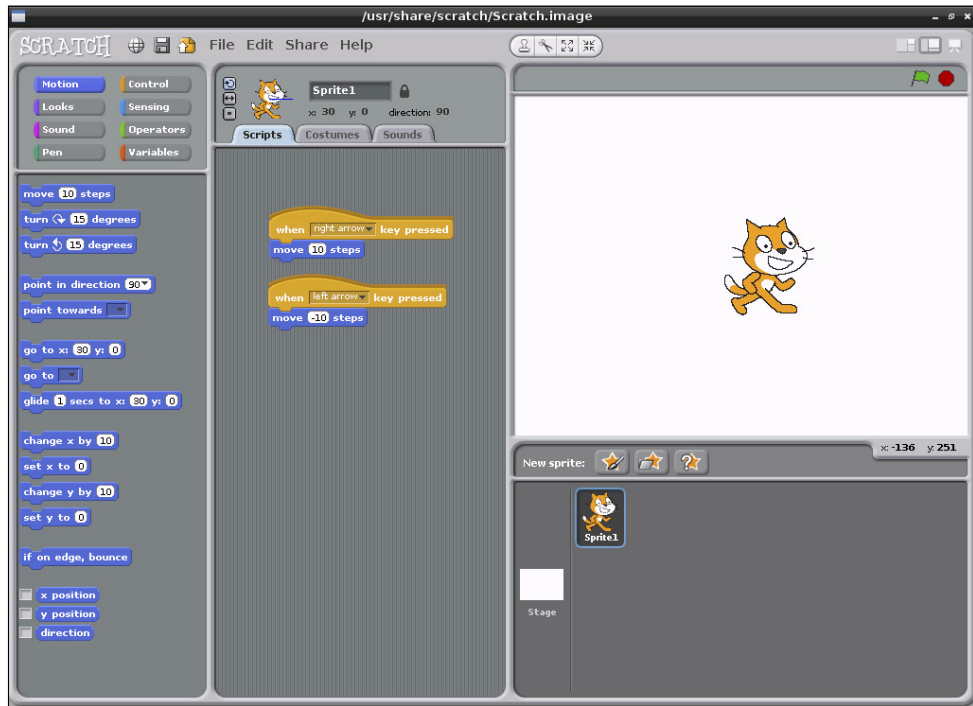 /usr/share/scratch/Scratch.image
SCRATCH File Edit Share Help
Motion Control
Looks Sensing
Sound Operators
Pen Variables
move 10 steps
turn 15 degrees
turn 15 degrees
point in direction 90
point towards
go to x: 30 y: 0
go to
glide 1 secs to x: 30 y: 0
change x by 10
set x to 0
change y by 10
set y to 0
if on edge, bounce
x position
y position
direction
Sprite1
x: 30 y: 0 direction: 90
Scripts Costumes Sounds
when right arrow key pressed
move 10 steps
when left arrow key pressed
move -10 steps
x: -136 y: 251
New sprite:
Sprite1
Stage